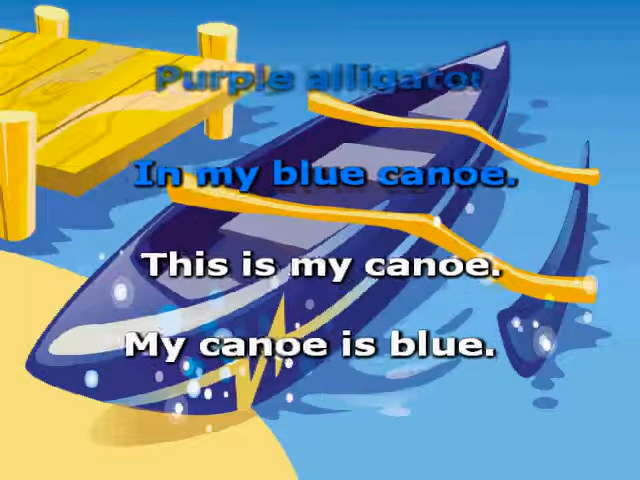 Purple alligator
In my blue canoe.
This is my canoe.
My canoe is blue.